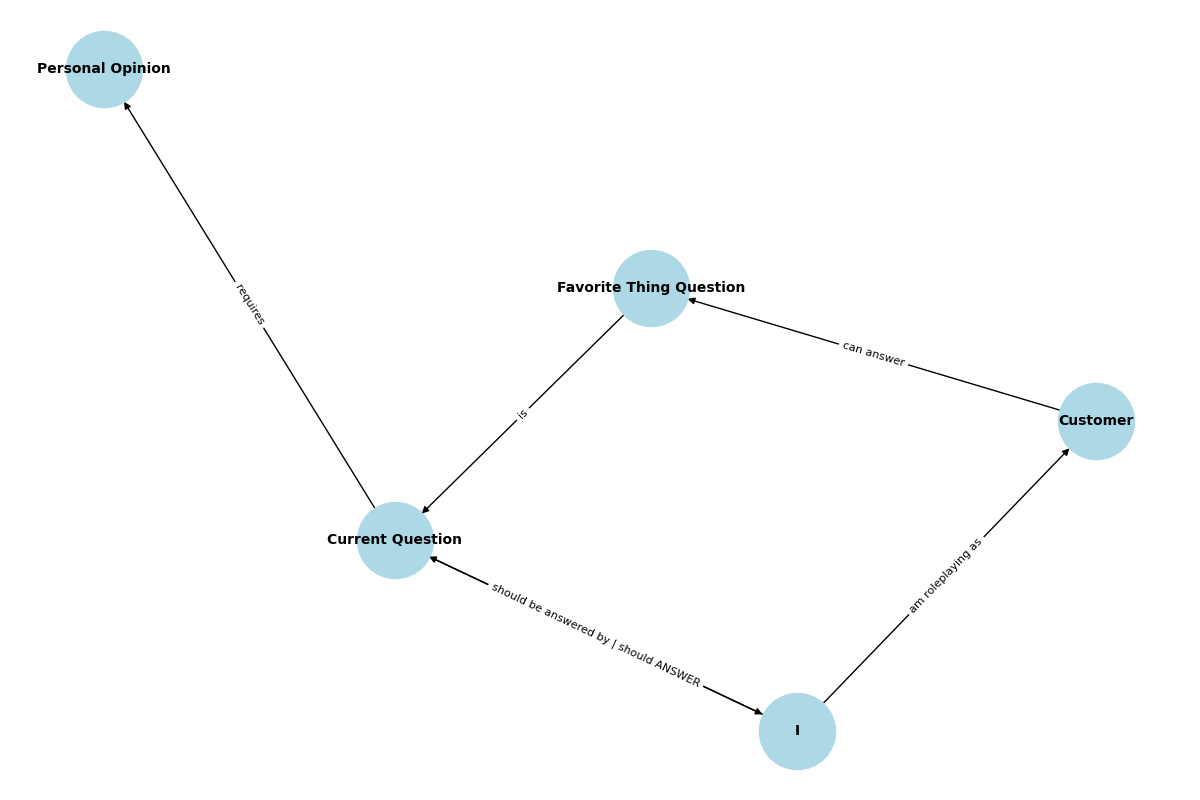 Personal Opinion
requires
Favorite Thing Question
can answer
is
Customer
Current Question
should be answered by | should ANSWER
am roleplaying as
I